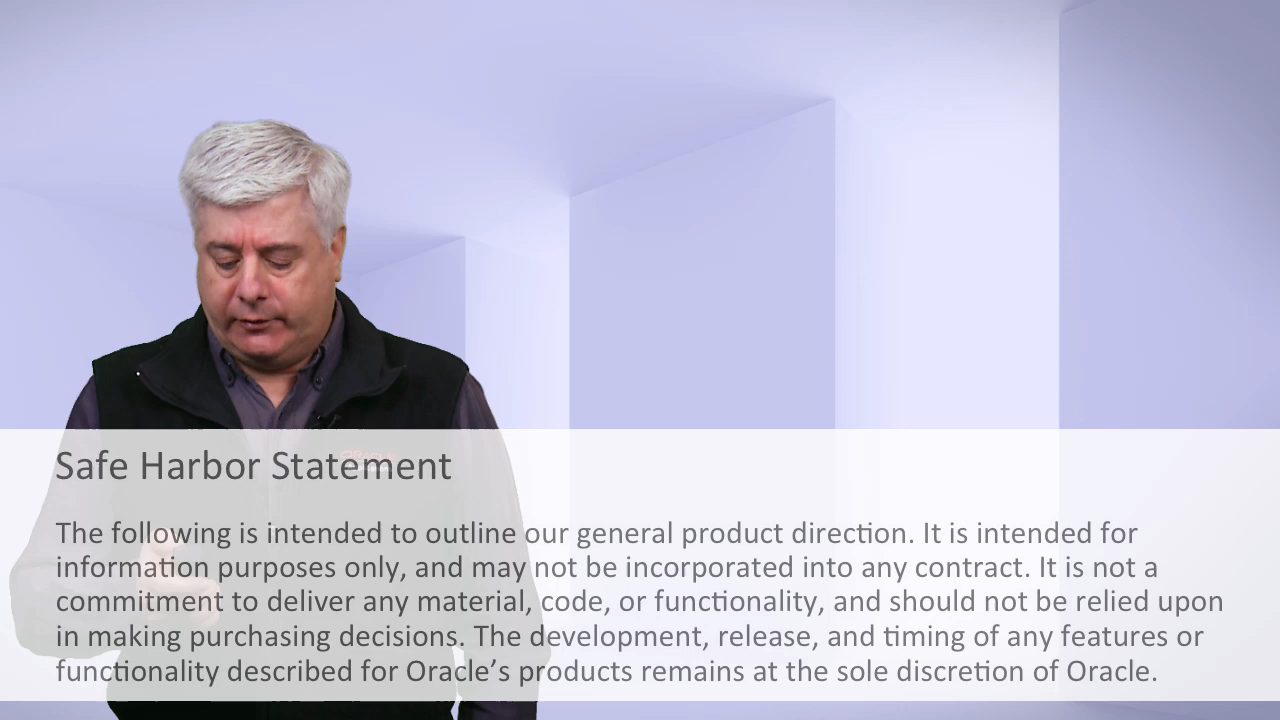 Safe Harbor Statement
The following is intended to outline our general product direction. It is intended for
information purposes only, and may not be incorporated into any contract. It is not a
commitment to deliver any material, code, or functionality, and should not be relied upon
in making purchasing decisions. The development, release, and timing of any features or
functionality described for Oracle’s products remains at the sole discretion of Oracle.